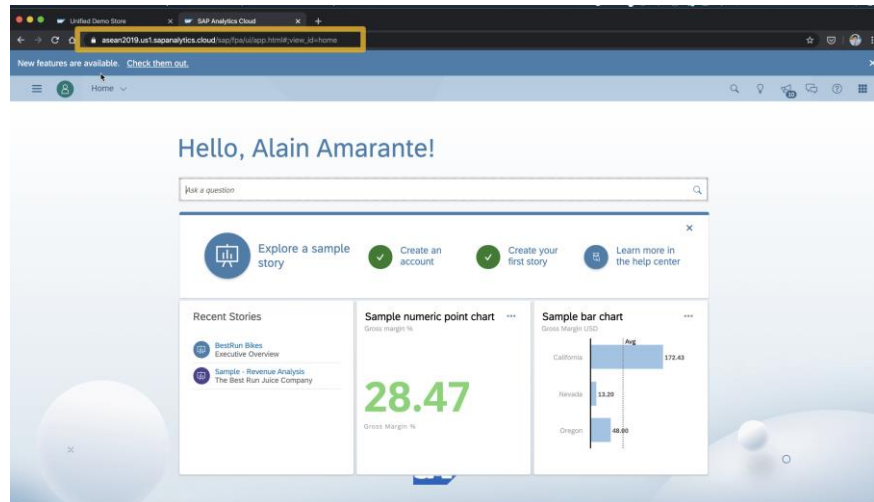 Unified Demo Store
SAP Analytics Cloud
asean2019.us1.sapanalytics.cloud/sap/fpa/ui/app.html#;view_id=home
New features are available. Check them out.
Home
Hello, Alain Amarante!
Ask a question
Explore a sample
story
Create an
account
Create your
first story
Learn more in
the help center
Recent Stories
BestRun Bikes
Executive Overview
Sample - Revenue Analysis
The Best Run Juice Company
Sample numeric point chart
Gross margin %
28.47
Gross Margin %
Sample bar chart
Gross Margin USD
Avg
California
172.43
Nevada
13.20
Oregon
48.00